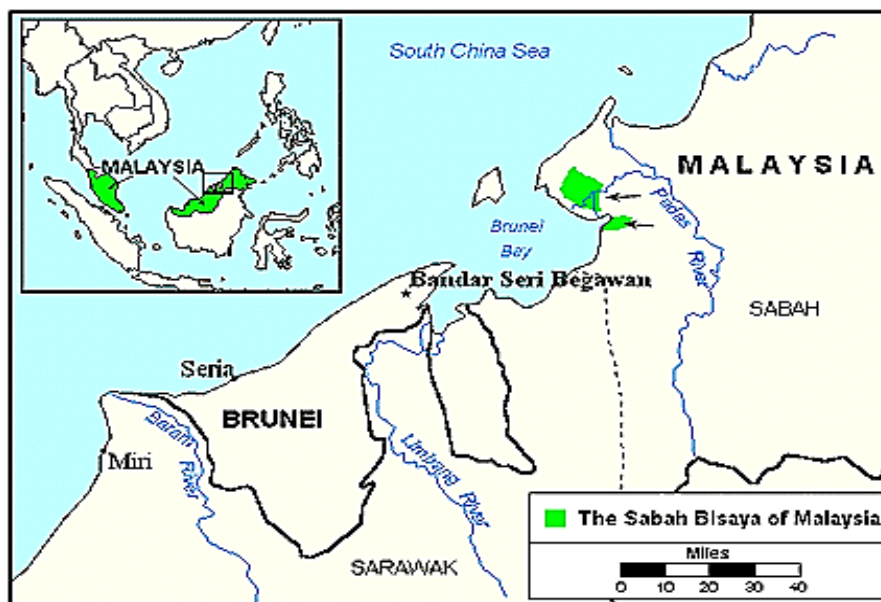 South China Sea
MALAYSIA
MALAYSIA
Padas
River
Brunei
Bay
Bandar Seri Begawan
SABAH
Seria
BRUNEI
Baram
River
Miri
Limbang River
SARAWAK
The Sabah Bisaya of Malaysia
Miles
0 10 20 30 40